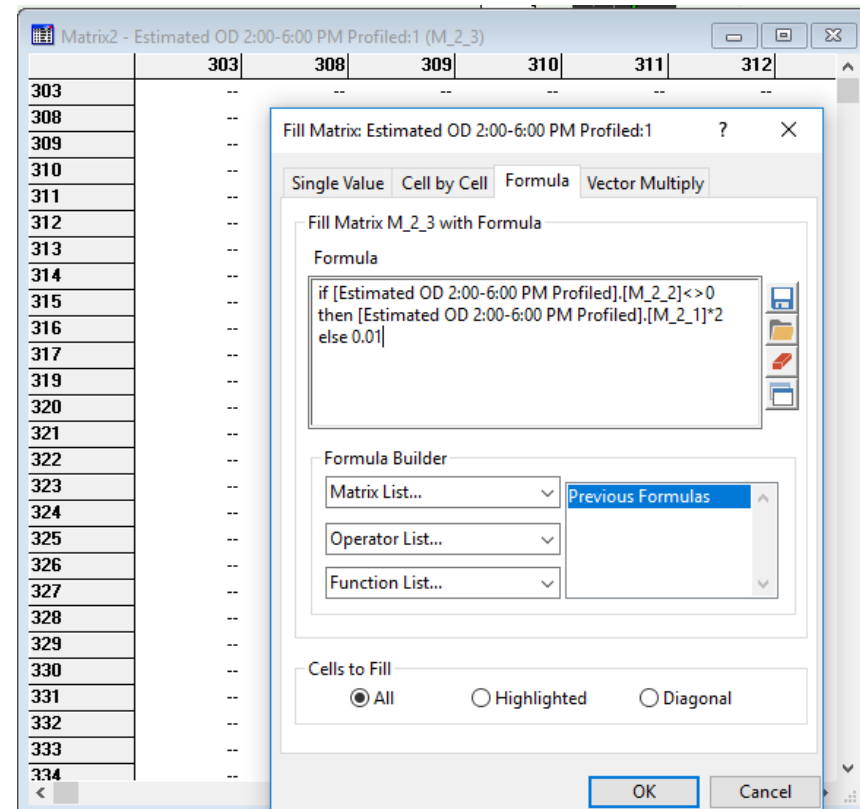 Matrix2 - Estimated OD 2:00-6:00 PM Profiled:1 (M_2_3)
303 308 309 310 311 312
303 -- -- -- -- -- --
308 --
309 --
310 --
311 --
312 --
313 --
314 --
315 --
316 --
317 --
319 --
320 --
321 --
322 --
323 --
324 --
325 --
326 --
327 --
328 --
329 --
330 --
331 --
332 --
333 --
334 --
Fill Matrix: Estimated OD 2:00-6:00 PM Profiled:1 ?
Single Value Cell by Cell Formula Vector Multiply
Fill Matrix M_2_3 with Formula
Formula
if [Estimated OD 2:00-6:00 PM Profiled].[M_2_2]<>0
then [Estimated OD 2:00-6:00 PM Profiled].[M_2_1]*2
else 0.01
Formula Builder
Matrix List...
Previous Formulas
Operator List...
Function List...
Cells to Fill
All Highlighted Diagonal
OK Cancel